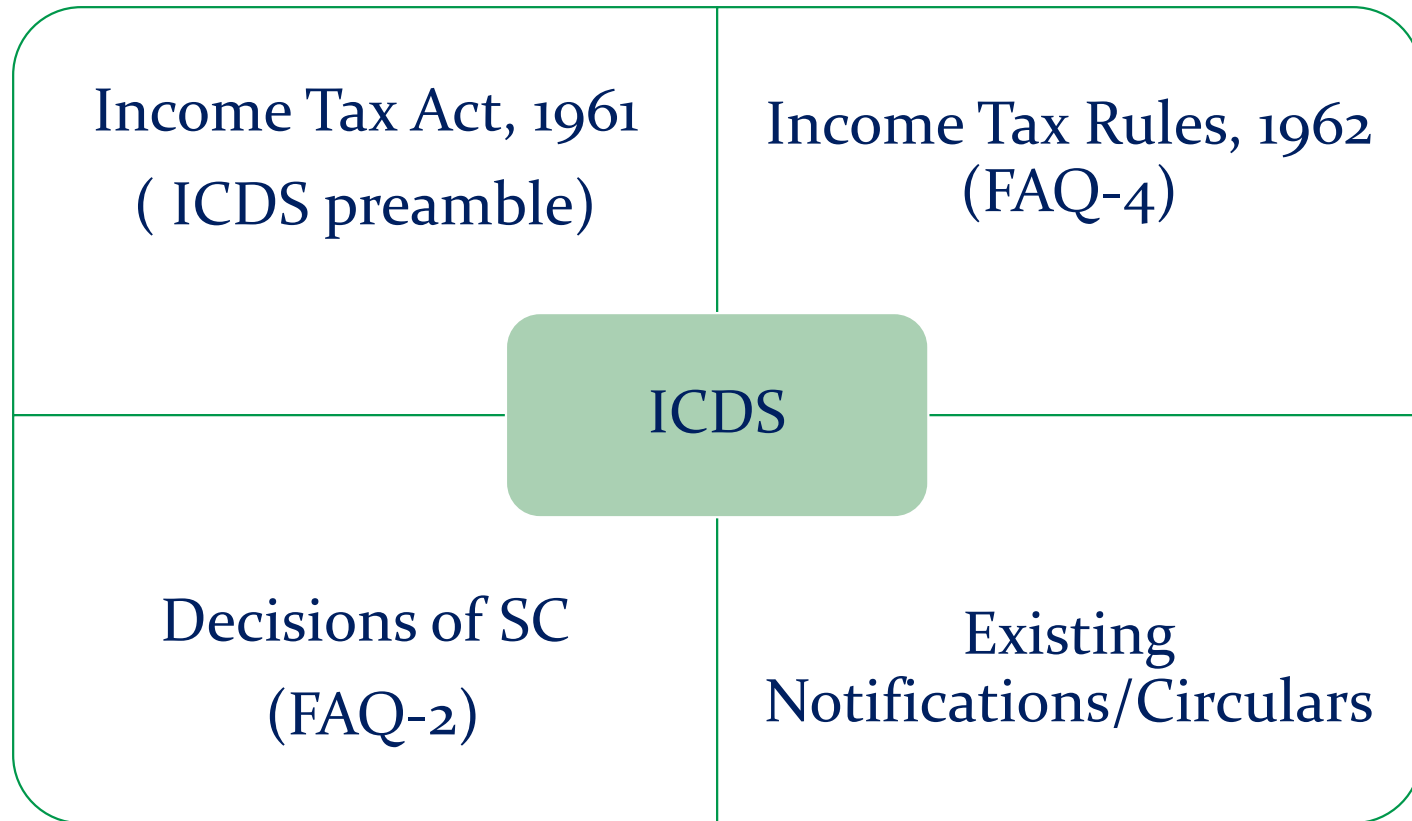 Income Tax Act, 1961
( ICDS preamble)
Income Tax Rules, 1962
(FAQ-4)
ICDS
Decisions of SC
(FAQ-2)
Existing
Notifications/Circulars